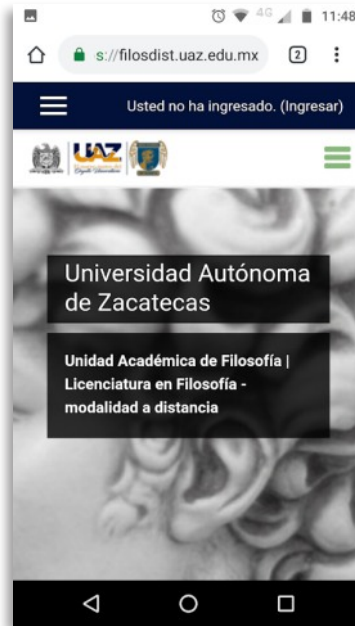 4G 11:48
s://filosdist.uaz.edu.mx 2
Usted no ha ingresado. (Ingresar)
UAZ
Universidad Autónoma
de Zacatecas
Unidad Académica de Filosofía |
Licenciatura en Filosofía -
modalidad a distancia